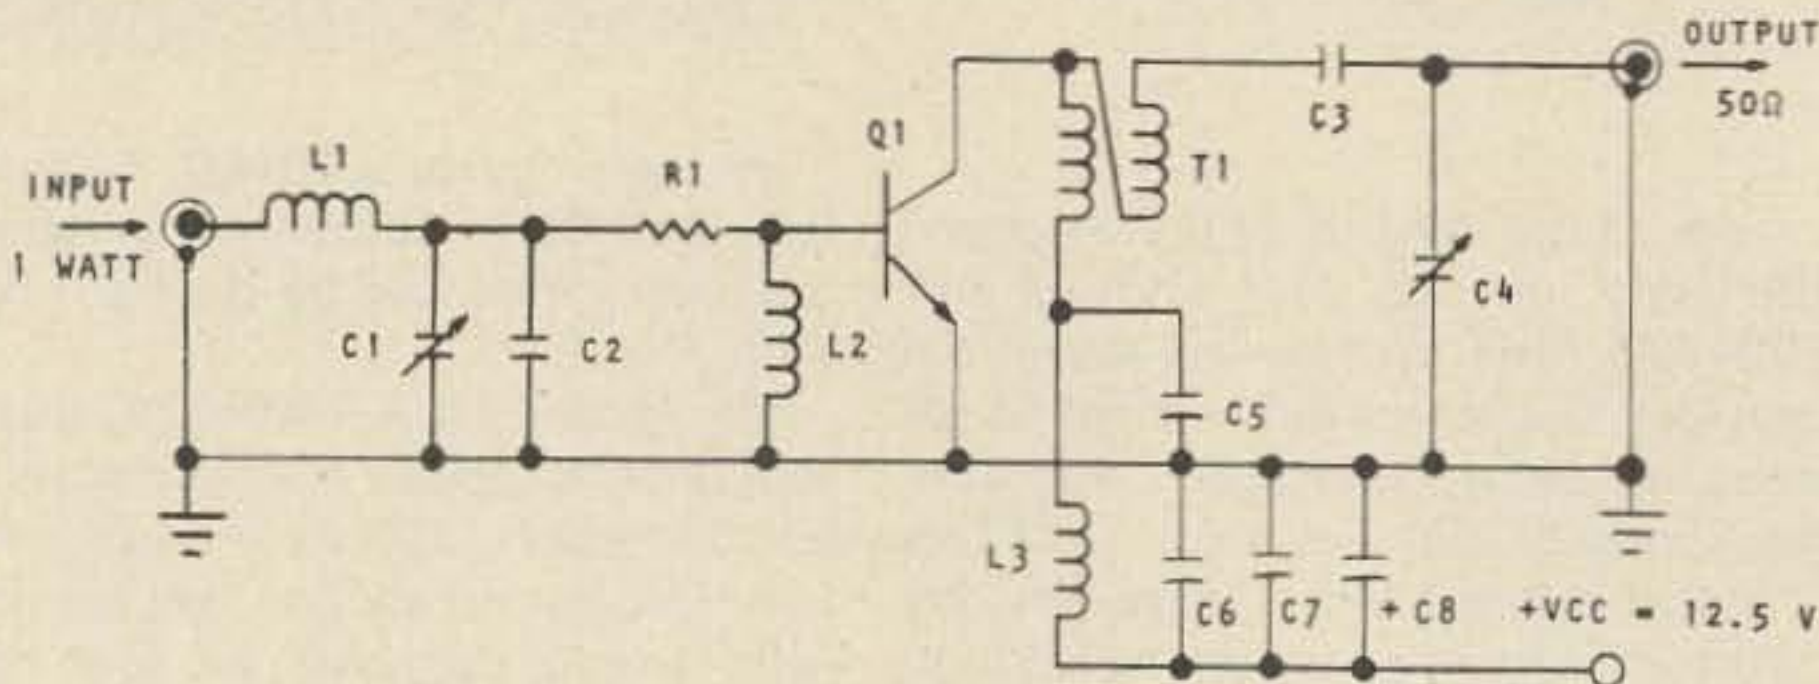 OUTPUT
50Ω
INPUT
1 WATT
L1
R1
Q1
T1
C3
C1
C2
L2
C4
C5
L3
C6
C7
+ C8
+VCC = 12.5 V